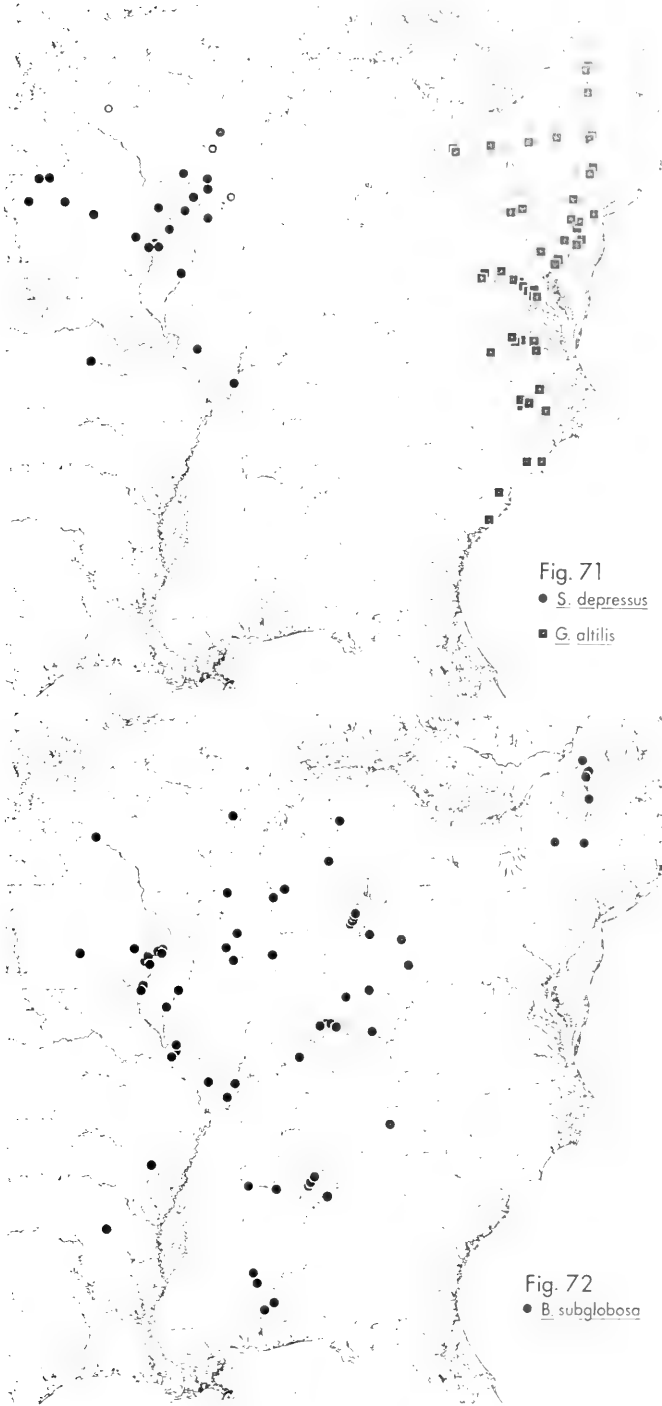 Fig. 71
S. depressus
G. altilis
Fig. 72
B. subglobosa